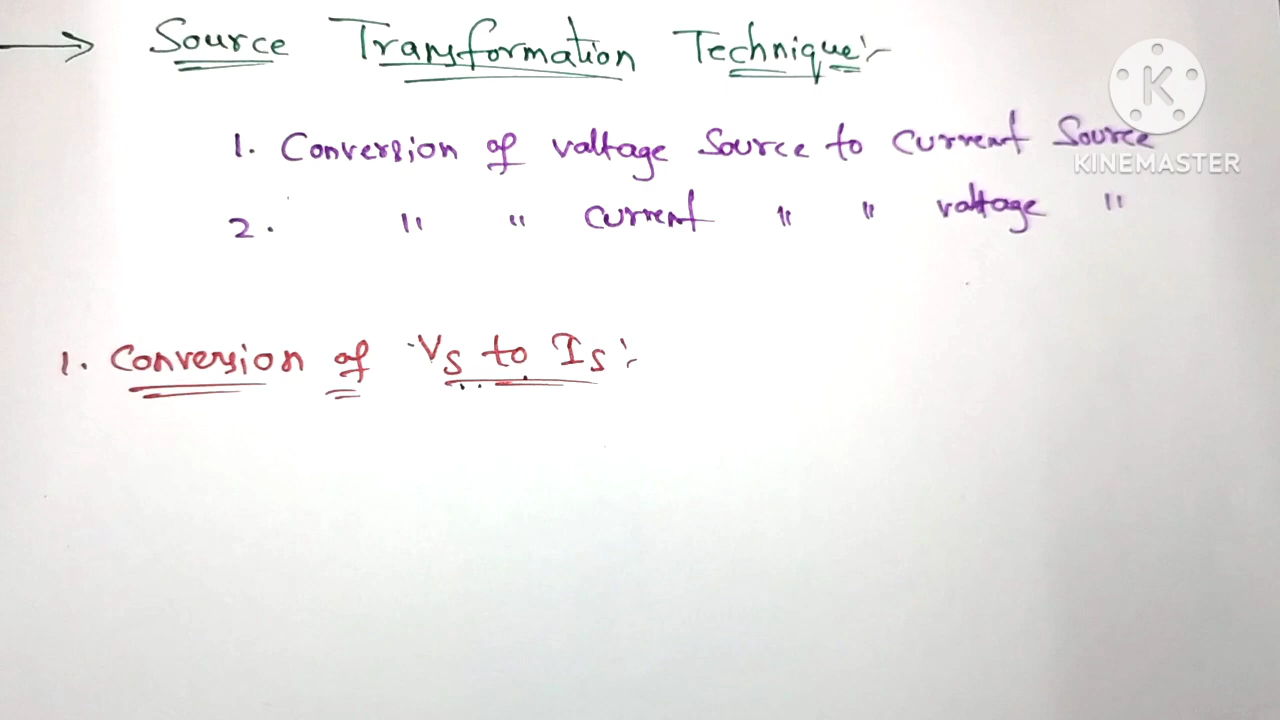 → Source Transformation Technique:-
1. Conversion of voltage Source to Current Source
2. " " Current " " voltage "
1. Conversion of Vs to Is:-
K
KINEMASTER